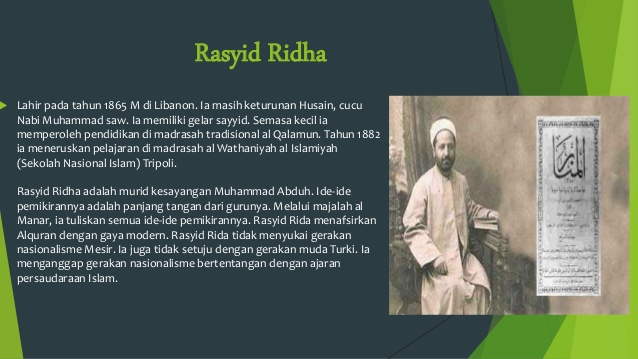 Rasyid Ridha
Lahir pada tahun 1865 M di Libanon. Ia masih keturunan Husain, cucu
Nabi Muhammad saw. Ia memiliki gelar sayyid. Semasa kecil ia
memperoleh pendidikan di madrasah tradisional al Qalamun. Tahun 1882
ia meneruskan pelajaran di madrasah al Wathaniyah al Islamiyah
(Sekolah Nasional Islam) Tripoli.
Rasyid Ridha adalah murid kesayangan Muhammad Abduh. Ide-ide
pemikirannya adalah panjang tangan dari gurunya. Melalui majalah al
Manar, ia tuliskan semua ide-ide pemikirannya. Rasyid Rida menafsirkan
Alquran dengan gaya modern. Rasyid Rida tidak menyukai gerakan
nasionalisme Mesir. Ia juga tidak setuju dengan gerakan muda Turki. Ia
menganggap gerakan nasionalisme bertentangan dengan ajaran
persaudaraan Islam.
المنار